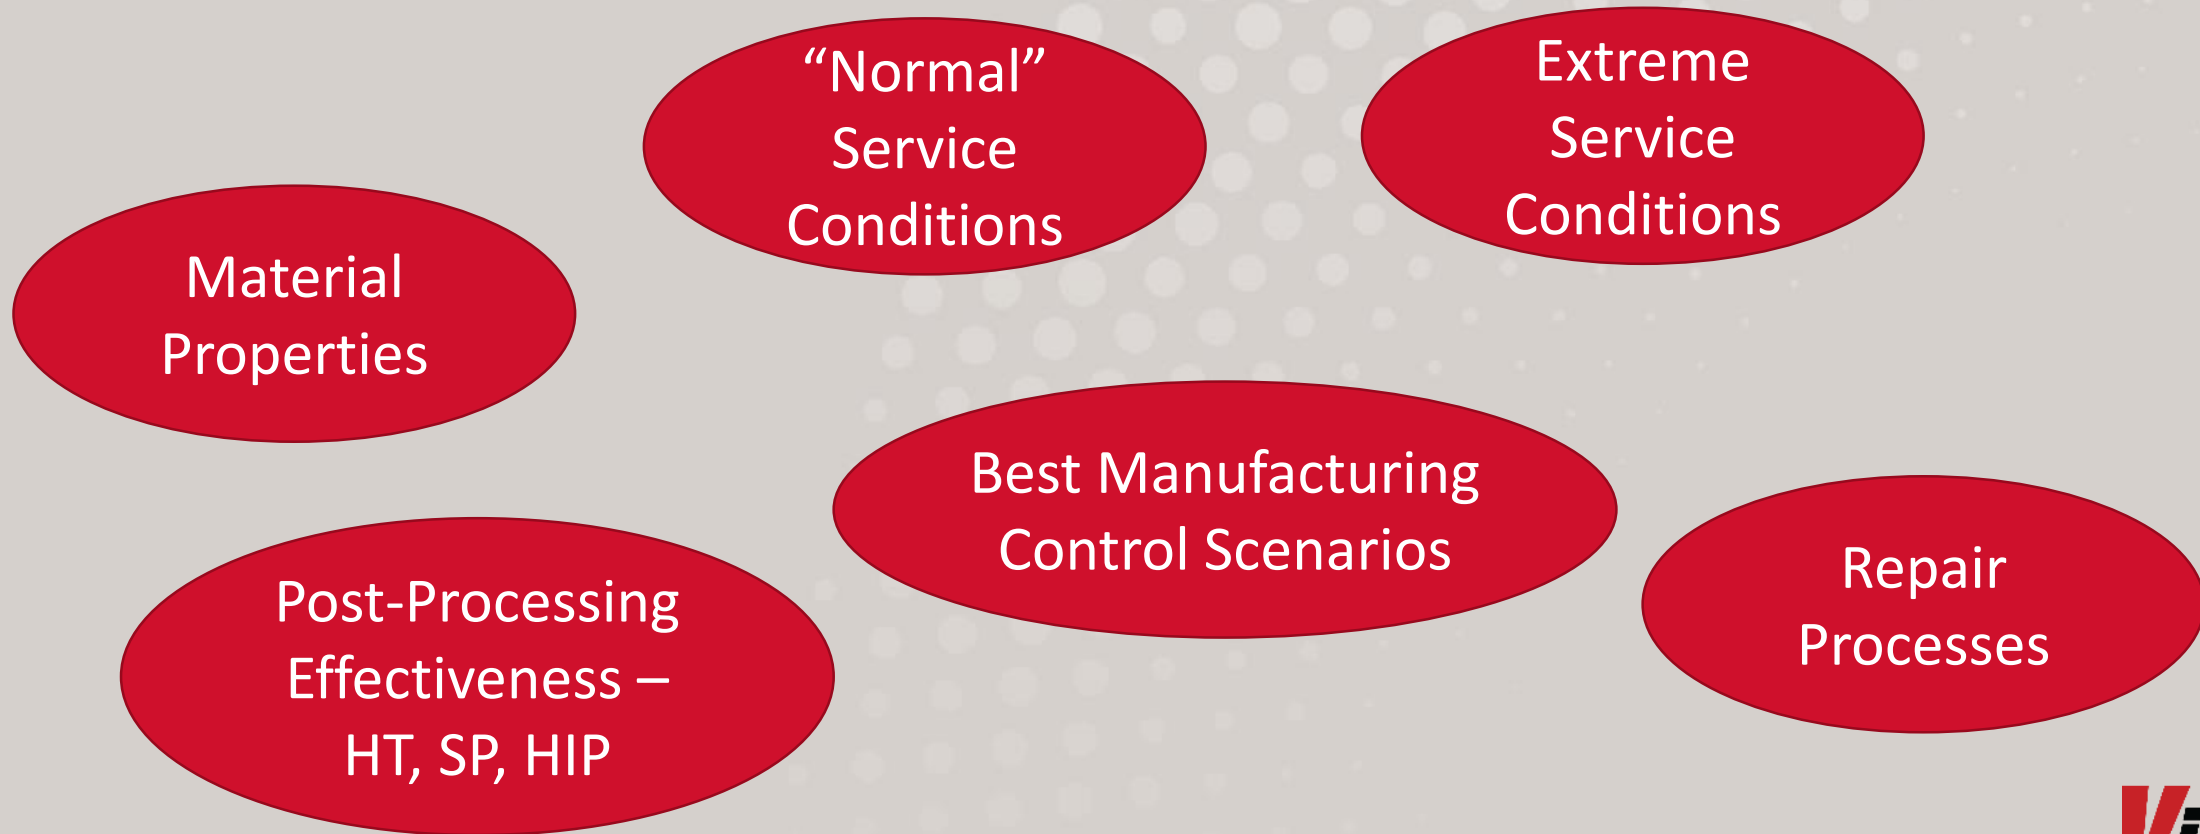 “Normal”
Service
Conditions
Extreme
Service
Conditions
Material
Properties
Best Manufacturing
Control Scenarios
Post-Processing
Effectiveness –
HT, SP, HIP
Repair
Processes